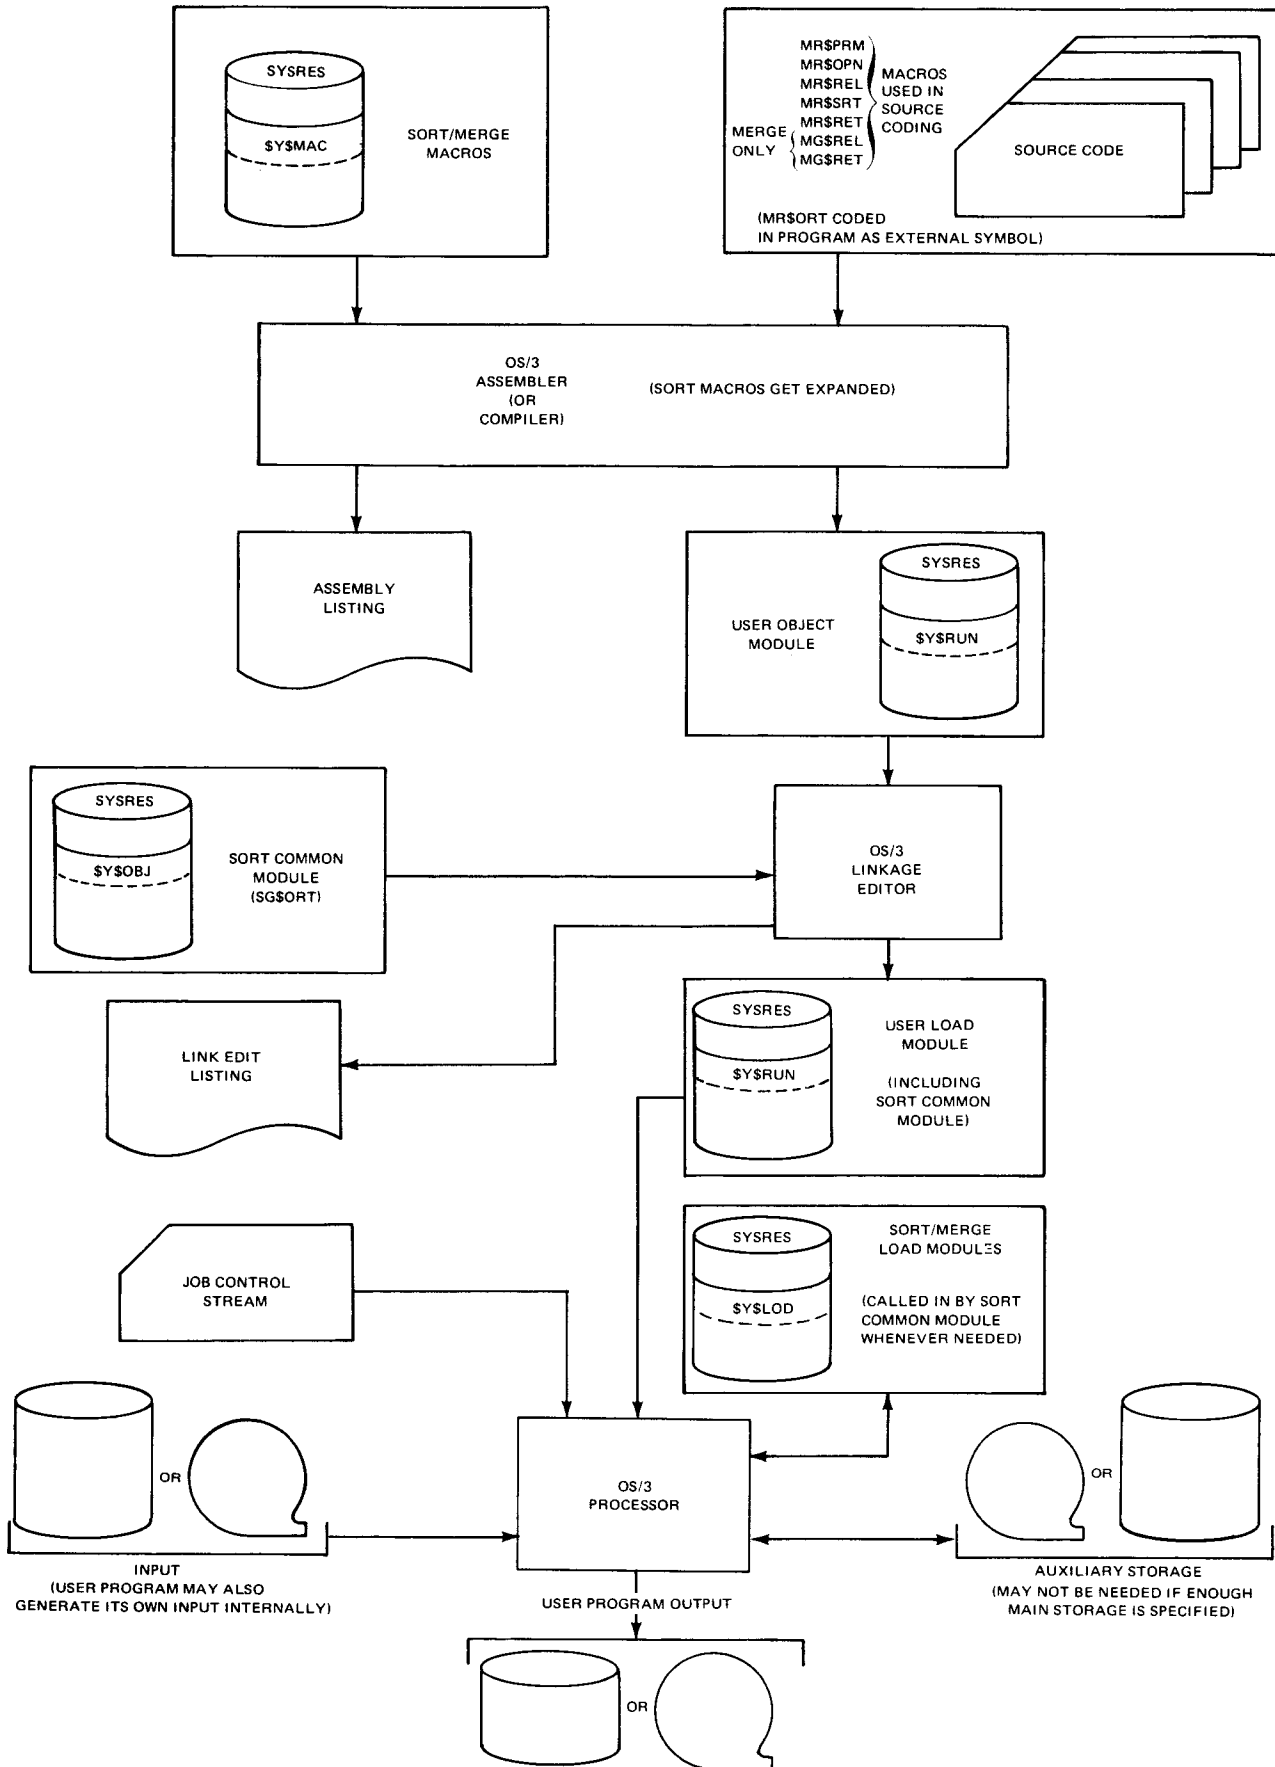 SYSRES
$Y$MAC
SORT/MERGE
MACROS
MR$PRM
MR$OPN
MR$REL
MR$SRT
MR$RET
MG$REL
MG$RET
MACROS
USED IN
SOURCE
CODING
MERGE
ONLY
SOURCE CODE
(MR$ORT CODED
IN PROGRAM AS EXTERNAL SYMBOL)
OS/3
ASSEMBLER
(OR
COMPILER)
(SORT MACROS GET EXPANDED)
ASSEMBLY
LISTING
USER OBJECT
MODULE
SYSRES
$Y$RUN
SYSRES
$Y$OBJ
SORT COMMON
MODULE
(SG$ORT)
OS/3
LINKAGE
EDITOR
LINK EDIT
LISTING
SYSRES
$Y$RUN
USER LOAD
MODULE
(INCLUDING
SORT COMMON
MODULE)
JOB CONTROL
STREAM
SYSRES
$Y$LOD
SORT/MERGE
LOAD MODULES
(CALLED IN BY SORT
COMMON MODULE
WHENEVER NEEDED)
OR
INPUT
(USER PROGRAM MAY ALSO
GENERATE ITS OWN INPUT INTERNALLY)
OS/3
PROCESSOR
OR
AUXILIARY STORAGE
(MAY NOT BE NEEDED IF ENOUGH
MAIN STORAGE IS SPECIFIED)
USER PROGRAM OUTPUT
OR